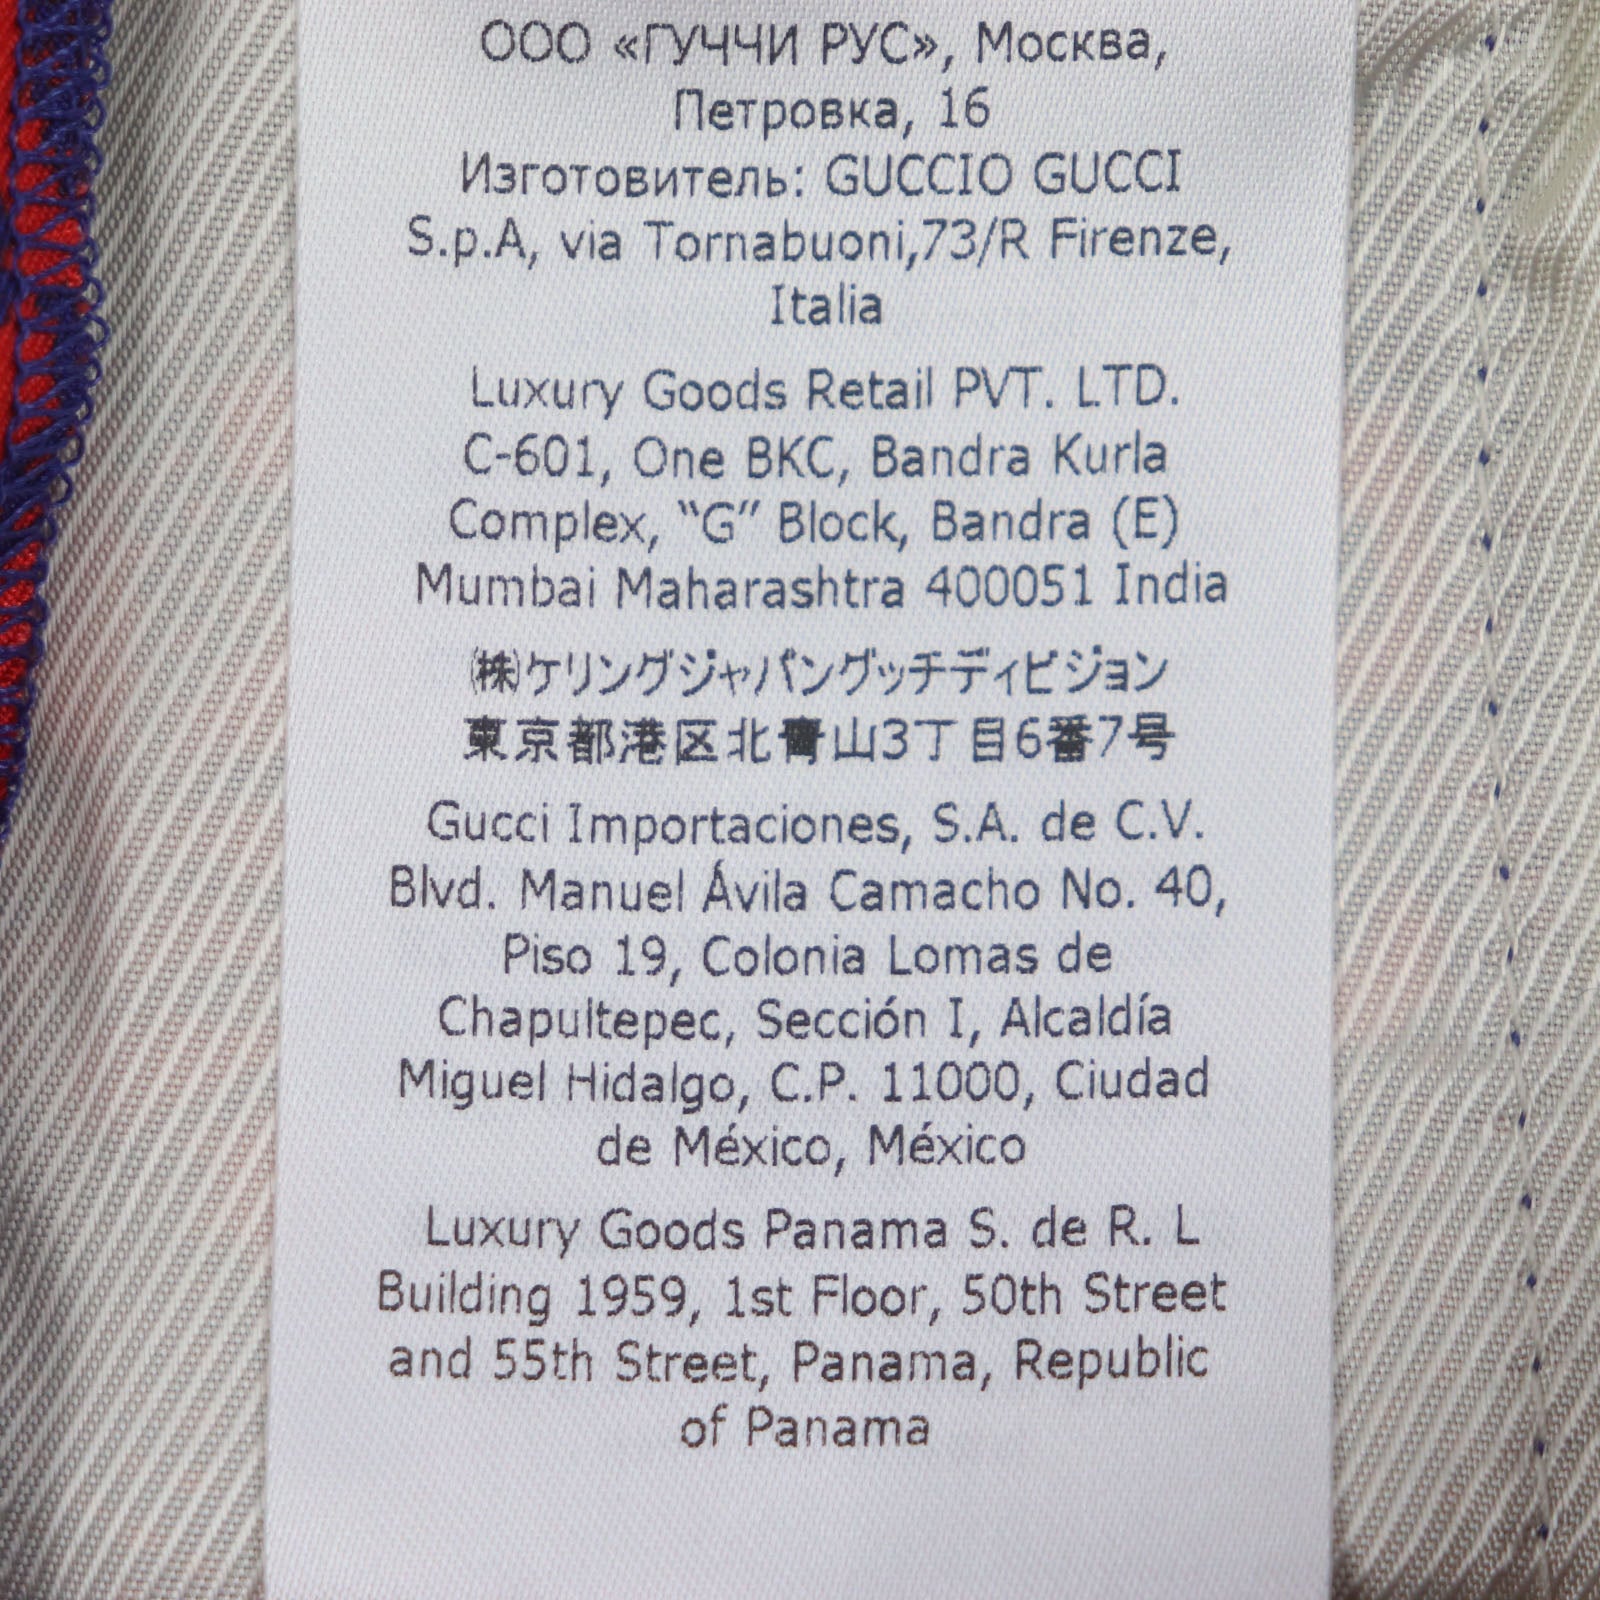 ООО «ГУЧЧИ РУС», Москва,
Петровка, 16
Изготовитель: GUCCIO GUCCI
S.p.A, via Tornabuoni,73/R Firenze,
Italia
Luxury Goods Retail PVT. LTD.
C-601, One BKC, Bandra Kurla
Complex, “G” Block, Bandra (E)
Mumbai Maharashtra 400051 India
㈱ケリングジャパングッチディビジョン
東京都港区北青山3丁目6番7号
Gucci Importaciones, S.A. de C.V.
Blvd. Manuel Ávila Camacho No. 40,
Piso 19, Colonia Lomas de
Chapultepec, Sección I, Alcaldía
Miguel Hidalgo, C.P. 11000, Ciudad
de México, México
Luxury Goods Panama S. de R. L
Building 1959, 1st Floor, 50th Street
and 55th Street, Panama, Republic
of Panama